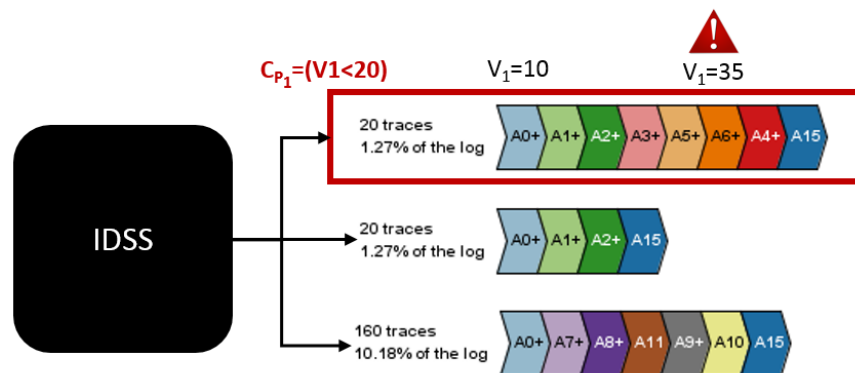 C_P1=(V1<20) V₁=10 V₁=35
!
20 traces
1.27% of the log
A0+ A1+ A2+ A3+ A5+ A6+ A4+ A15
IDSS
20 traces
1.27% of the log
A0+ A1+ A2+ A15
160 traces
10.18% of the log
A0+ A7+ A8+ A11 A9+ A10 A15